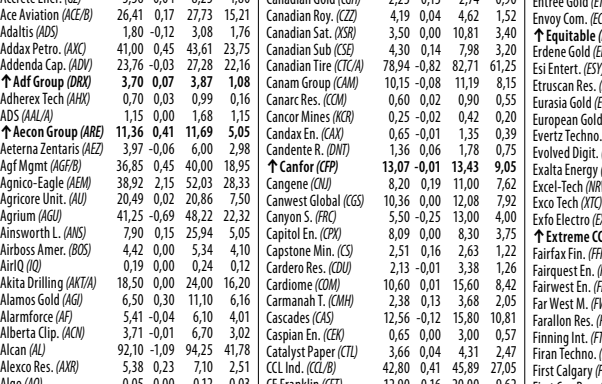 Ace Aviation (ACE/B) 26,41 0,17 27,73 15,21
Adaltis (ADS) 1,80 -0,12 3,08 1,76
Addax Petro. (AXC) 41,00 0,45 43,61 23,75
Addenda Cap. (ADV) 23,76 -0,03 27,28 22,16
↑Adf Group (DRX) 3,70 0,07 3,87 1,08
Adherex Tech (AHX) 0,70 0,03 0,99 0,16
ADS (AAL/A) 1,15 0,00 1,68 1,15
↑Aecon Group (ARE) 11,36 0,41 11,69 5,05
Aeterna Zentaris (AEZ) 3,97 -0,06 6,00 2,98
Agf Mgmt (AGF/B) 36,85 0,45 40,00 18,95
Agnico-Eagle (AEM) 38,92 2,15 52,03 28,33
Agricore Unit. (AU) 20,49 0,02 20,86 7,50
Agrium (AGU) 41,25 -0,69 48,22 22,32
Ainsworth L. (ANS) 7,90 0,15 25,94 5,05
Airboss Amer. (BOS) 4,42 0,00 5,34 4,10
AirIQ (IQ) 0,19 0,00 0,24 0,12
Akita Drilling (AKT/A) 18,50 0,00 24,00 16,20
Alamos Gold (AGI) 6,50 0,30 11,10 6,16
Alarmforce (AF) 5,41 -0,04 6,10 4,01
Alberta Clip. (ACN) 3,71 -0,01 6,70 3,02
Alcan (AL) 92,10 -1,09 94,25 41,78
Alexco Res. (AXR) 5,38 0,23 7,10 2,51
Canadian Roy. (CZZ) 4,19 0,04 4,62 1,52
Canadian Sat. (XSR) 3,50 0,00 10,81 3,40
Canadian Sub (CSE) 4,30 0,14 7,98 3,20
Canadian Tire (CTC/A) 78,94 -0,82 82,71 61,25
Canam Group (CAM) 10,15 -0,08 11,19 8,15
Canarc Res. (CCM) 0,60 0,02 0,90 0,55
Cancor Mines (KCR) 0,25 -0,02 0,42 0,20
Candax En. (CAX) 0,65 -0,01 1,35 0,39
Candente R. (DNT) 1,36 0,06 1,78 0,75
↑Canfor (CFP) 13,07 -0,01 13,43 9,05
Cangene (CNJ) 8,20 0,19 11,00 7,62
Canwest Global (CGS) 10,36 0,00 12,08 7,92
Canyon S. (FRC) 5,50 -0,25 13,00 4,00
Capitol En. (CPX) 8,09 0,00 8,30 3,75
Capstone Min. (CS) 2,51 0,16 2,63 1,22
Cardero Res. (CDU) 2,13 -0,01 3,38 1,26
Cardiome (COM) 10,60 0,01 15,60 8,42
Carmanah T. (CMH) 2,38 0,13 3,68 2,05
Cascades (CAS) 12,56 -0,12 15,80 10,81
Caspian En. (CEK) 0,65 0,00 3,00 0,57
Catalyst Paper (CTL) 3,66 0,04 4,31 2,47
CCL Ind. (CCL/B) 42,80 0,41 45,89 27,05
Envoy Com.
↑Equitable
Erdene Gold
Esi Entert. (ESY
Etruscan Res.
Eurasia Gold
European Gold
Evertz Techno.
Evolved Digit.
Exalta Energy
Excel-Tech
Exco Tech (XTC)
Exfo Electro
↑Extreme
Fairfax Fin.
Fairquest En.
Fairwest En.
Far West M.
Farallon Res.
Finning Int.
Firan Techno.
First Calgary